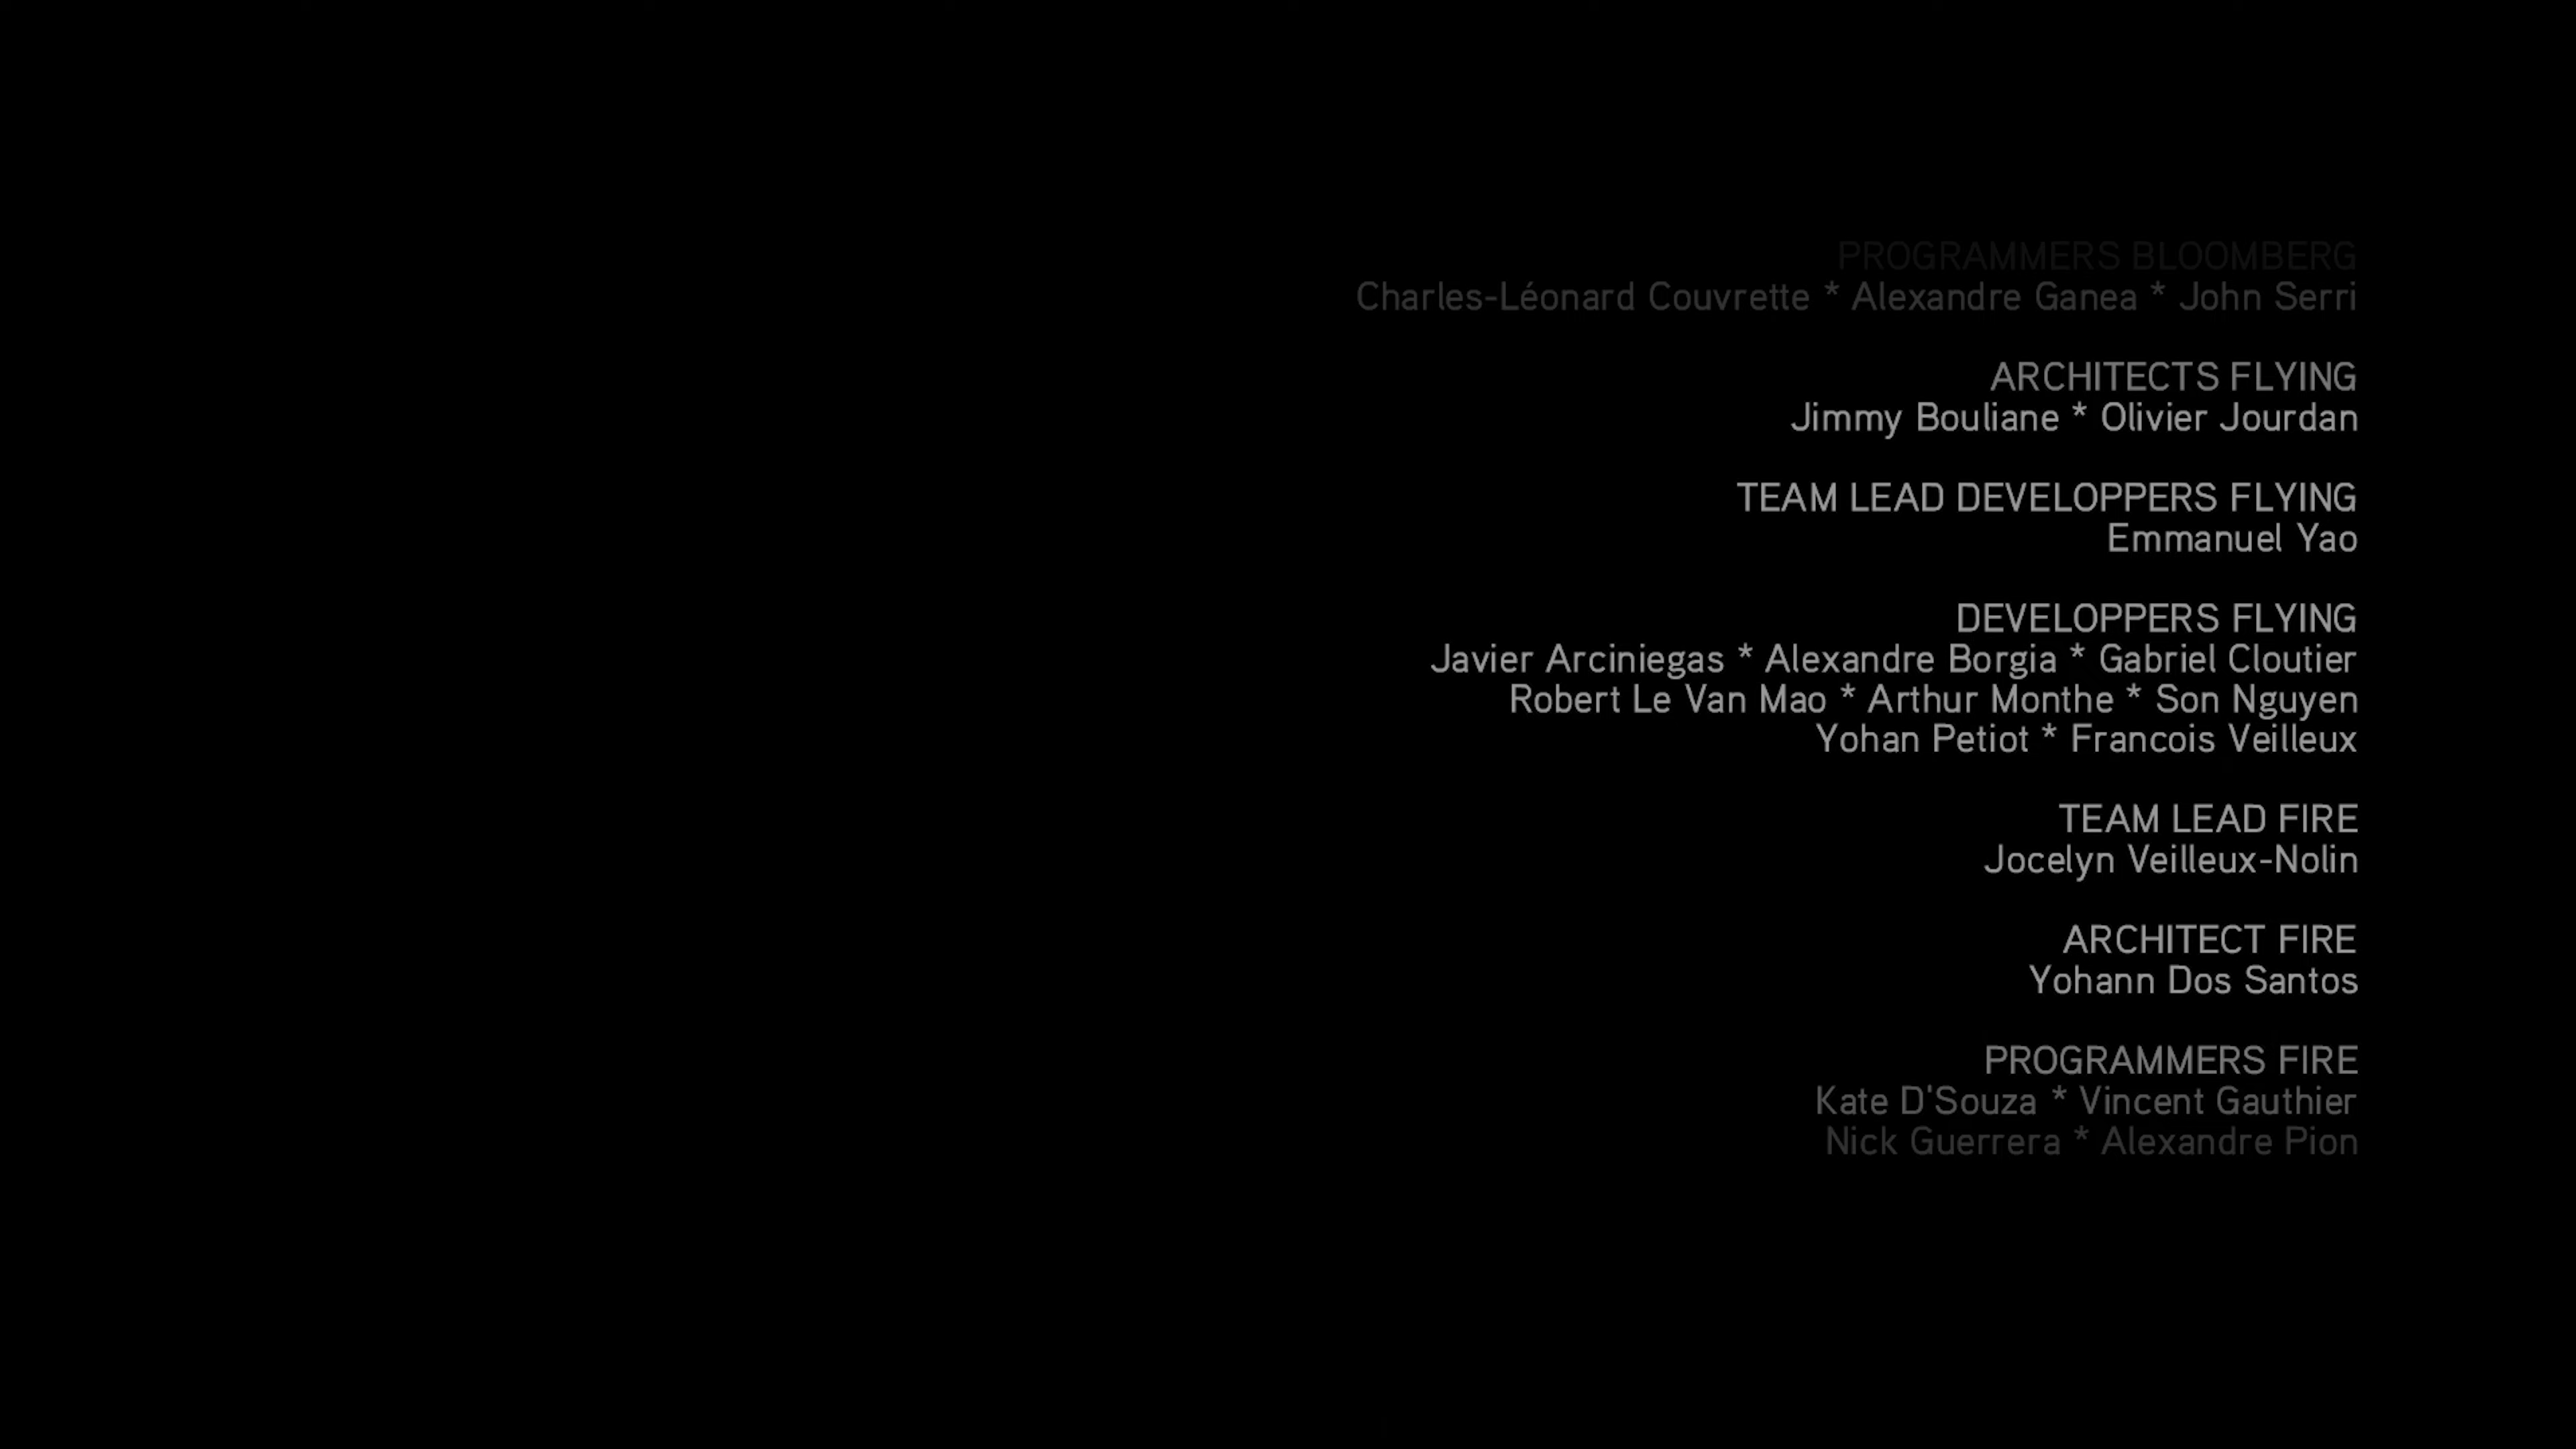 PROGRAMMERS BLOOMBERG
Charles-Léonard Couvrette * Alexandre Ganea * John Serri
ARCHITECTS FLYING
Jimmy Bouliane * Olivier Jourdan
TEAM LEAD DEVELOPPERS FLYING
Emmanuel Yao
DEVELOPPERS FLYING
Javier Arciniegas * Alexandre Borgia * Gabriel Cloutier
Robert Le Van Mao * Arthur Monthe * Son Nguyen
Yohan Petiot * Francois Veilleux
TEAM LEAD FIRE
Jocelyn Veilleux-Nolin
ARCHITECT FIRE
Yohann Dos Santos
PROGRAMMERS FIRE
Kate D'Souza * Vincent Gauthier
Nick Guerrera * Alexandre Pion